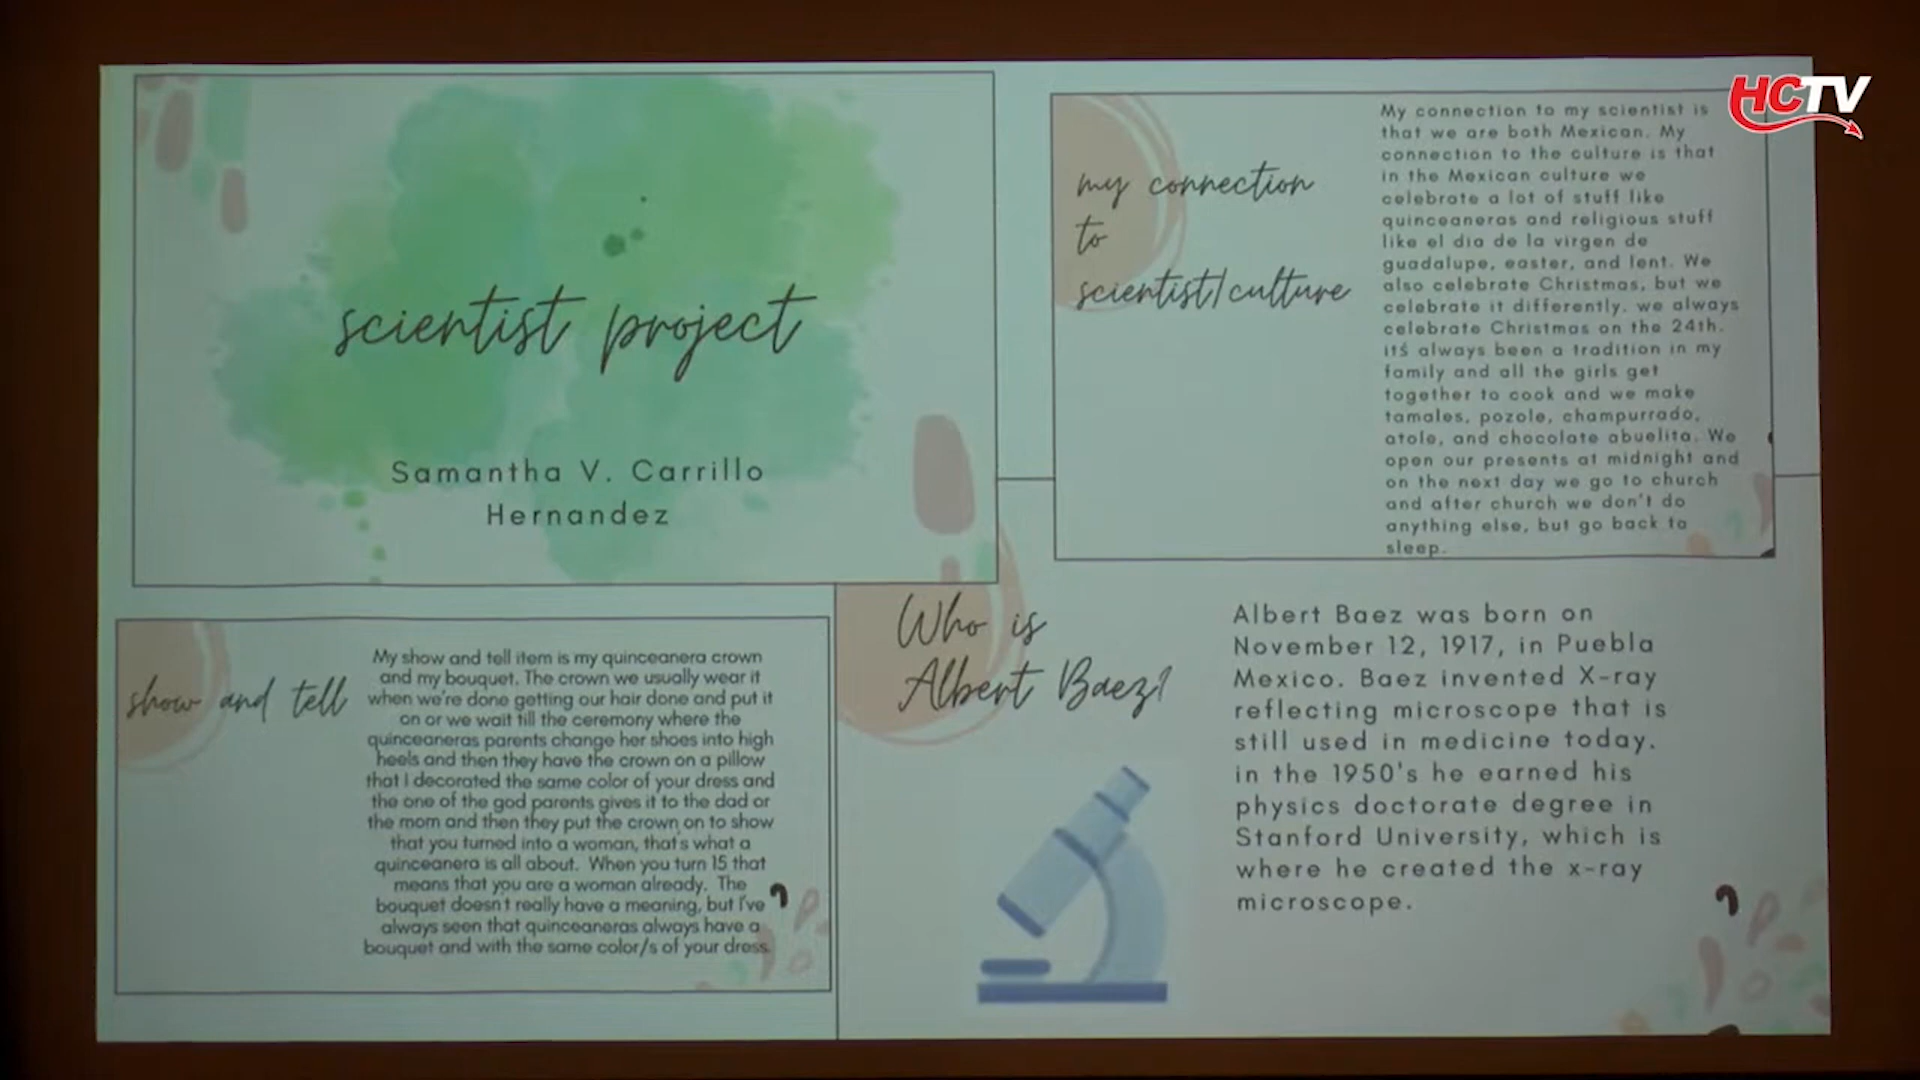 HCTV
scientist project
Samantha V. Carrillo
Hernandez
my connection
to
scientist/culture
My connection to my scientist is
that we are both Mexican. My
connection to the culture is that
in the Mexican culture we
celebrate a lot of stuff like
quinceaneras and religious stuff
like el dia de la virgen de
guadalupe, easter, and lent. We
also celebrate Christmas, but we
celebrate it differently. we always
celebrate Christmas on the 24th.
its always been a tradition in my
family and all the girls get
together to cook and we make
tamales, pozole, champurrado,
atole, and chocolate abuelita. We
open our presents at midnight and
on the next day we go to church
and after church we don't do
anything else, but go back to
sleep.
show and tell
My show and tell item is my quinceanera crown
and my bouquet. The crown we usually wear it
when we're done getting our hair done and put it
on or we wait till the ceremony where the
quinceaneras parents change her shoes into high
heels and then they have the crown on a pillow
that I decorated the same color of your dress and
the one of the god parents gives it to the dad or
the mom and then they put the crown on to show
that you turned into a woman, that's what a
quinceanera is all about. When you turn 15 that
means that you are a woman already. The
bouquet doesn't really have a meaning, but I've
always seen that quinceaneras always have a
bouquet and with the same color/s of your dress.
Who is
Albert Baez?
Albert Baez was born on
November 12, 1917, in Puebla
Mexico. Baez invented X-ray
reflecting microscope that is
still used in medicine today.
in the 1950's he earned his
physics doctorate degree in
Stanford University, which is
where he created the x-ray
microscope.